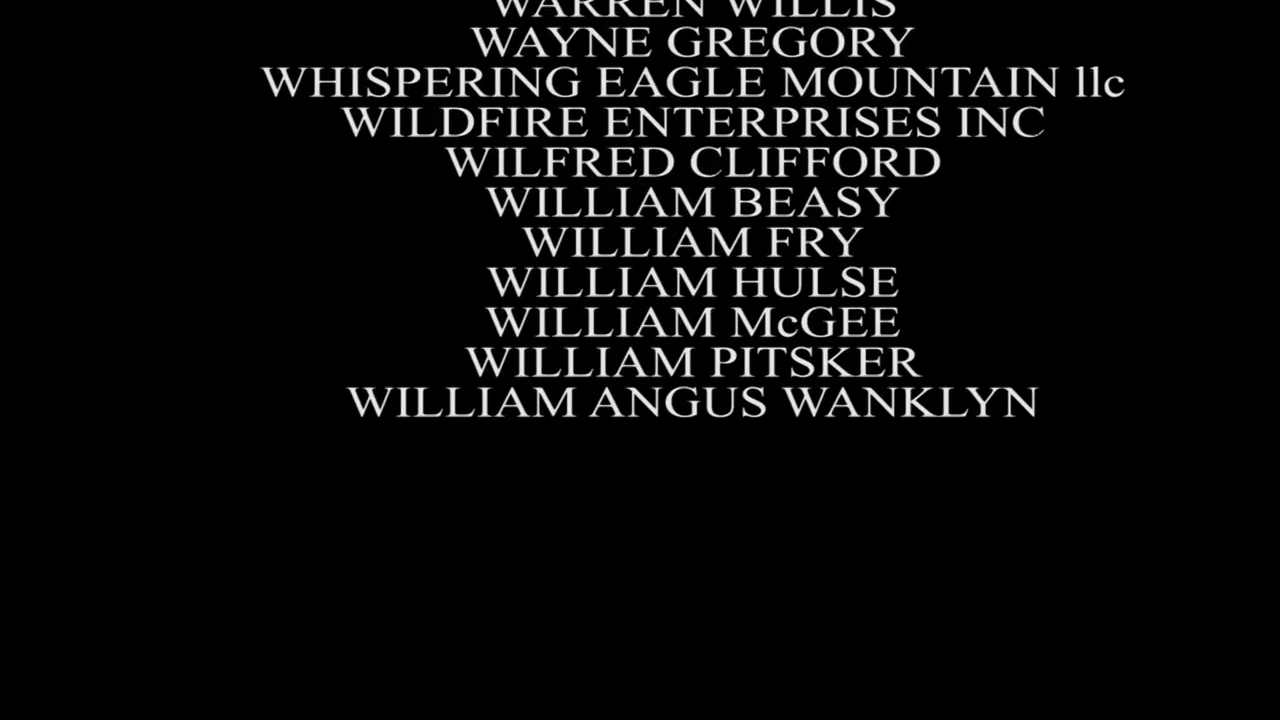 WARREN WILLIS
WAYNE GREGORY
WHISPERING EAGLE MOUNTAIN llc
WILDFIRE ENTERPRISES INC
WILFRED CLIFFORD
WILLIAM BEASY
WILLIAM FRY
WILLIAM HULSE
WILLIAM McGEE
WILLIAM PITSKER
WILLIAM ANGUS WANKLYN